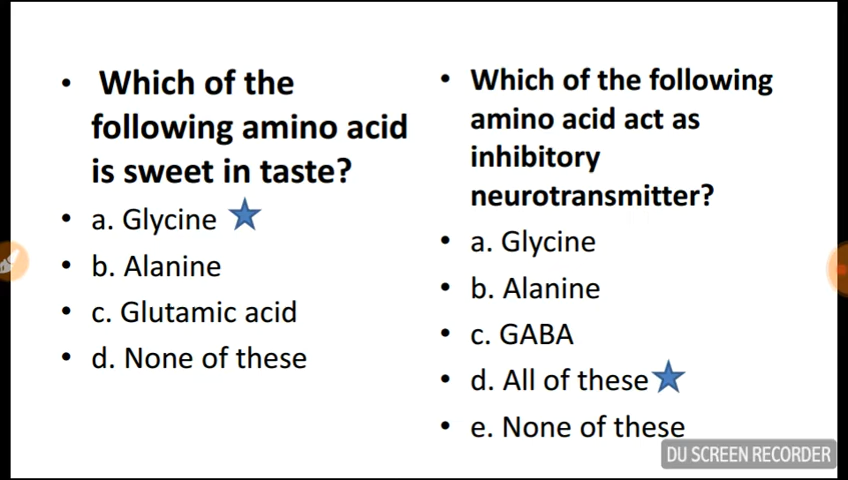 • Which of the
following amino acid
is sweet in taste?
• a. Glycine
• b. Alanine
• c. Glutamic acid
• d. None of these
• Which of the following
amino acid act as
inhibitory
neurotransmitter?
• a. Glycine
• b. Alanine
• c. GABA
• d. All of these
• e. None of these
DU SCREEN RECORDER